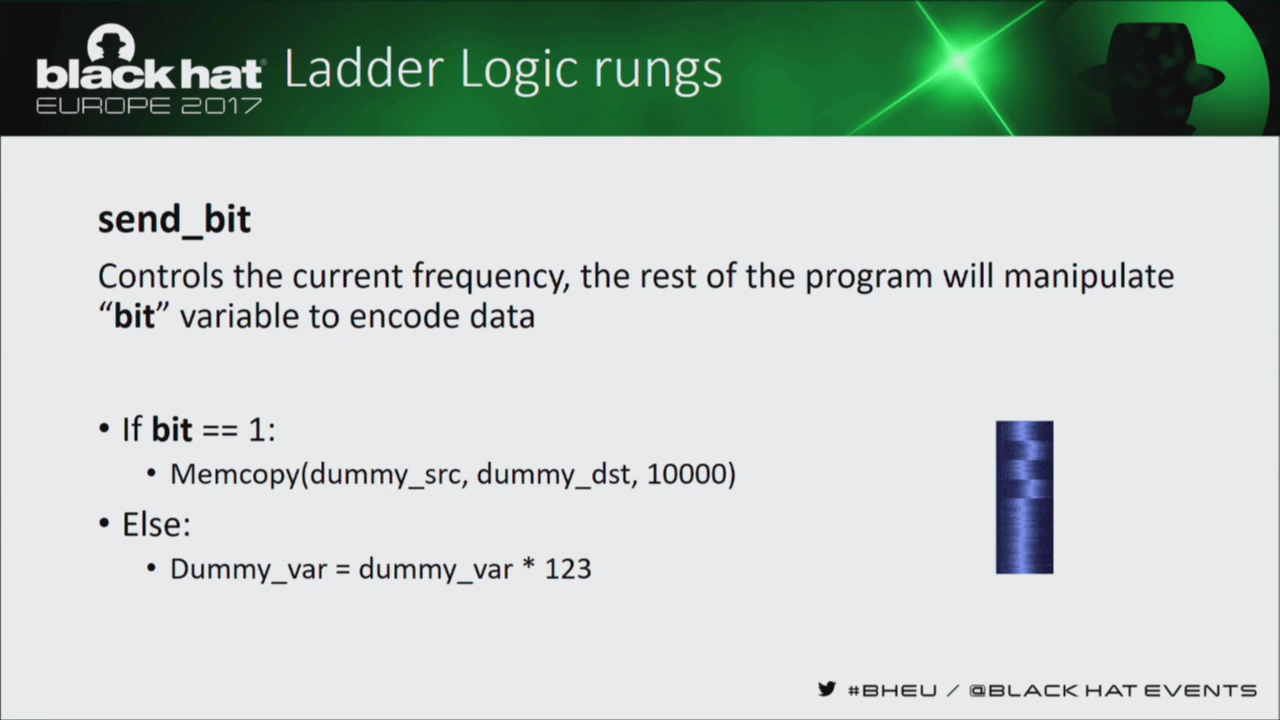 black hat
EUROPE 2017
Ladder Logic rungs
send_bit
Controls the current frequency, the rest of the program will manipulate
“bit” variable to encode data
• If bit == 1:
• Memcopy(dummy_src, dummy_dst, 10000)
• Else:
• Dummy_var = dummy_var * 123
#BHEU / @BLACK HAT EVENTS